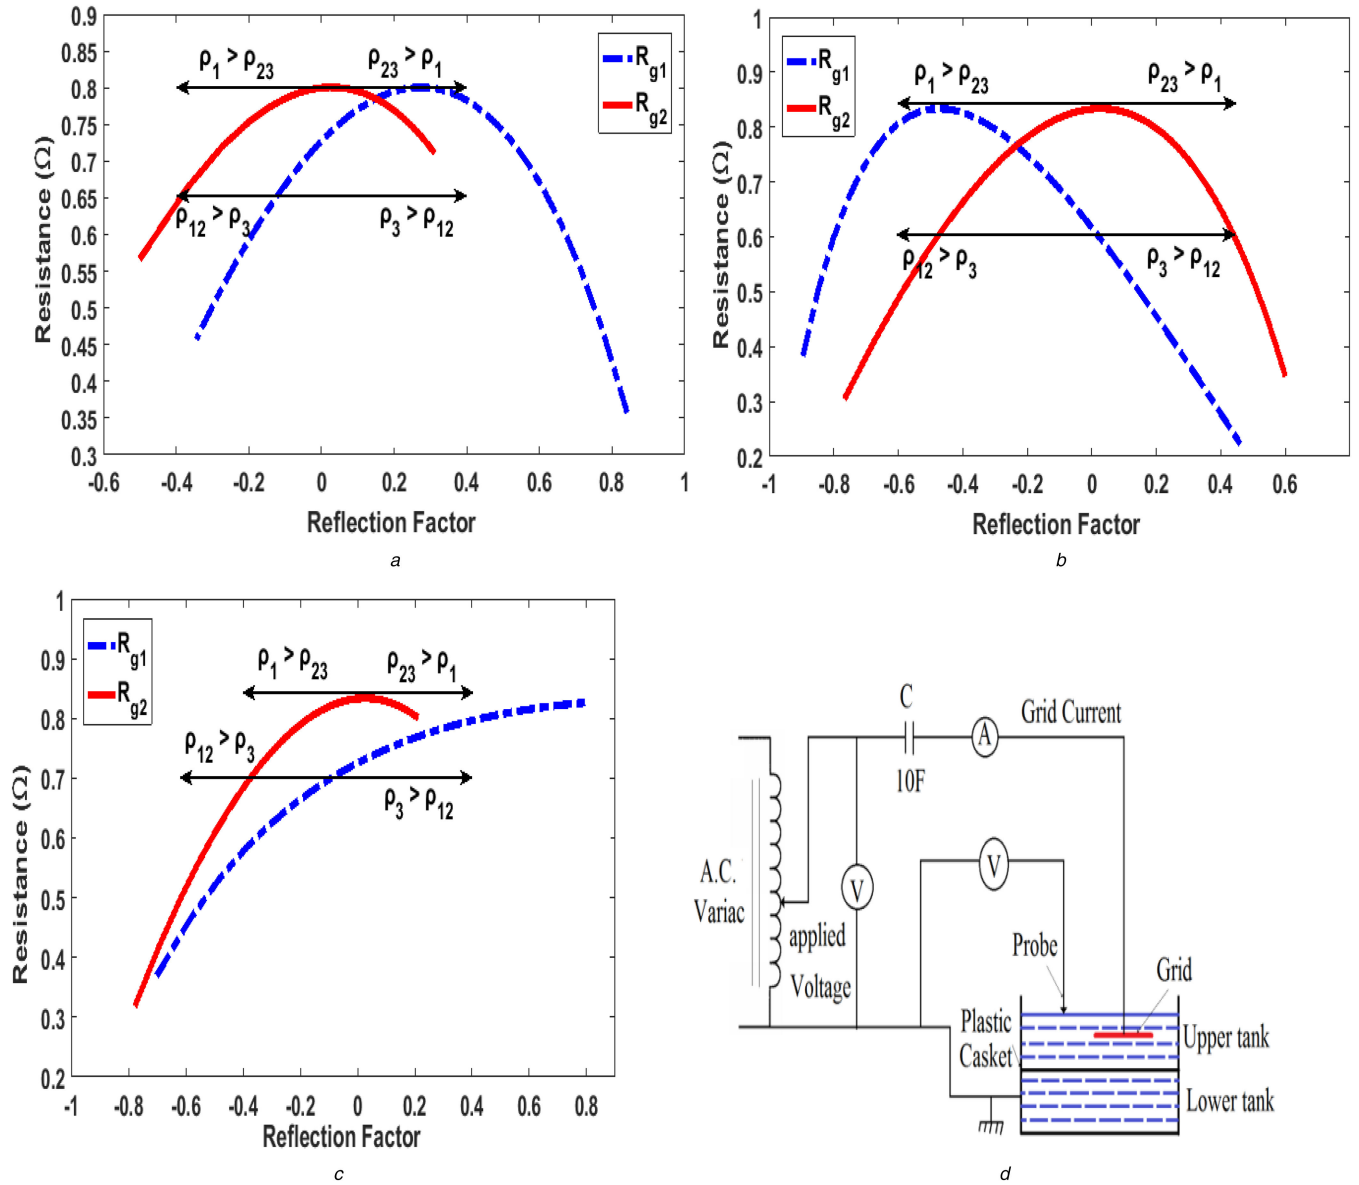 0.9
0.85
0.8
0.75
0.7
0.65
0.6
0.55
0.5
0.45
0.4
0.35
0.3
-0.6 -0.4 -0.2 0 0.2 0.4 0.6 0.8 1
Resistance (Ω)
Reflection Factor
ρ1 > ρ23
ρ23 > ρ1
ρ12 > ρ3
ρ3 > ρ12
Rg1
Rg2
a
1
0.9
0.8
0.7
0.6
0.5
0.4
0.3
0.2
-1 -0.8 -0.6 -0.4 -0.2 0 0.2 0.4 0.6
Resistance (Ω)
Reflection Factor
Rg1
Rg2
ρ1 > ρ23
ρ23 > ρ1
ρ12 > ρ3
ρ3 > ρ12
b
1
0.9
0.8
0.7
0.6
0.5
0.4
0.3
0.2
-1 -0.8 -0.6 -0.4 -0.2 0 0.2 0.4 0.6 0.8
Resistance (Ω)
Reflection Factor
Rg1
Rg2
ρ1 > ρ23
ρ23 > ρ1
ρ12 > ρ3
ρ3 > ρ12
c
C
10F
A
Grid Current
A.C.
Variac
V
applied
Voltage
V
Probe
Grid
Plastic
Casket
Upper tank
Lower tank
d